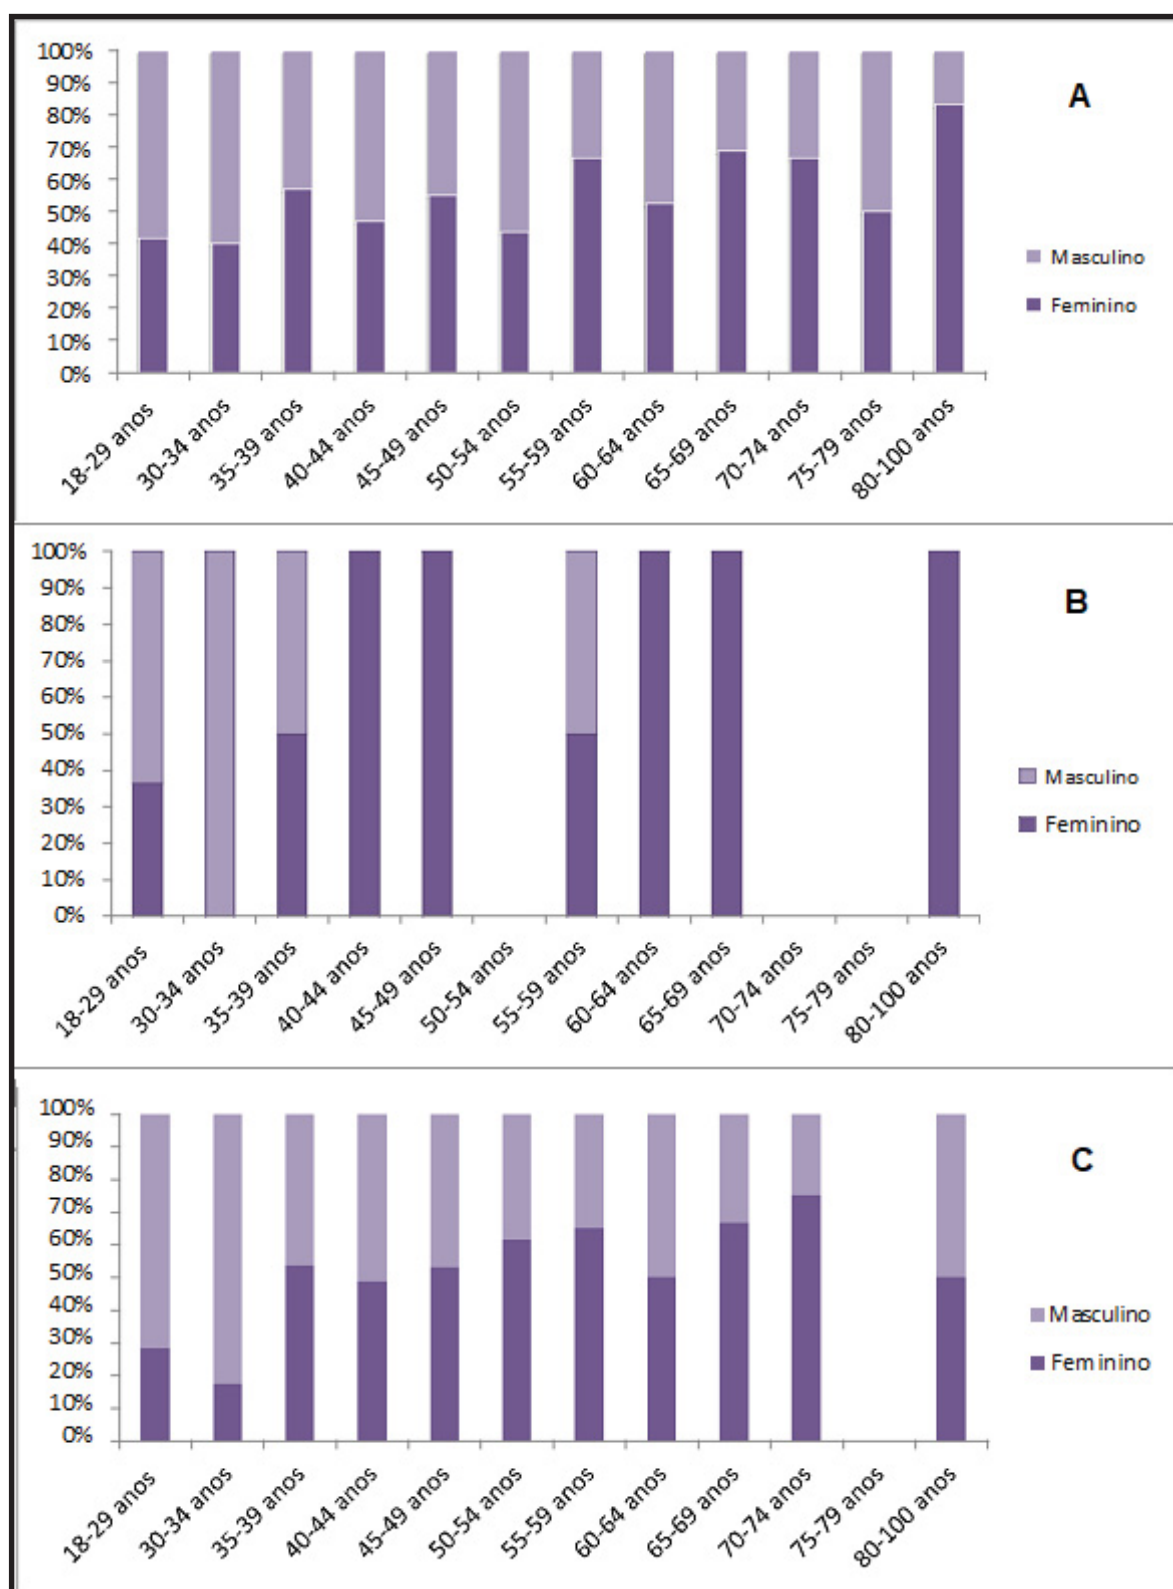 A
100%
90%
80%
70%
60%
50%
40%
30%
20%
10%
0%
Masculino
Feminino
18-29 anos
30-34 anos
35-39 anos
40-44 anos
45-49 anos
50-54 anos
55-59 anos
60-64 anos
65-69 anos
70-74 anos
75-79 anos
80-100 anos
B
100%
90%
80%
70%
60%
50%
40%
30%
20%
10%
0%
Masculino
Feminino
18-29 anos
30-34 anos
35-39 anos
40-44 anos
45-49 anos
50-54 anos
55-59 anos
60-64 anos
65-69 anos
70-74 anos
75-79 anos
80-100 anos
C
100%
90%
80%
70%
60%
50%
40%
30%
20%
10%
0%
Masculino
Feminino
18-29 anos
30-34 anos
35-39 anos
40-44 anos
45-49 anos
50-54 anos
55-59 anos
60-64 anos
65-69 anos
70-74 anos
75-79 anos
80-100 anos